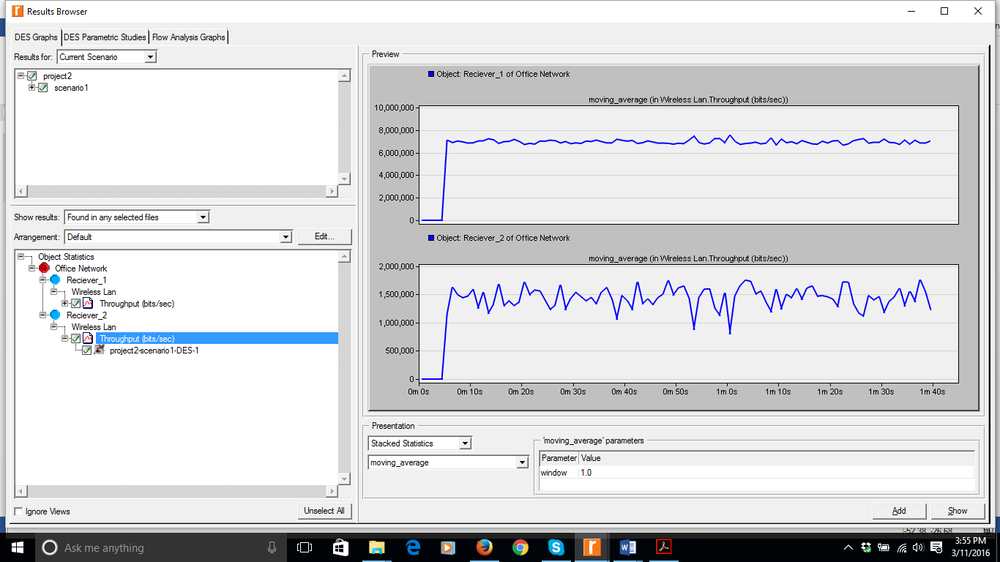 Results Browser
DES Graphs DES Parametric Studies Flow Analysis Graphs
Results for: Current Scenario
project2
scenario1
Show results: Found in any selected files
Arrangement: Default Edit...
Object Statistics
Office Network
Reciever_1
Wireless Lan
Throughput (bits/sec)
Reciever_2
Wireless Lan
Throughput (bits/sec)
project2-scenario1-DES-1
Ignore Views Unselect All
Preview
Object: Reciever_1 of Office Network
moving_average (in Wireless Lan.Throughput (bits/sec))
10,000,000
8,000,000
6,000,000
4,000,000
2,000,000
0
Object: Reciever_2 of Office Network
moving_average (in Wireless Lan.Throughput (bits/sec))
2,000,000
1,500,000
1,000,000
500,000
0
0m 0s 0m 10s 0m 20s 0m 30s 0m 40s 0m 50s 1m 0s 1m 10s 1m 20s 1m 30s 1m 40s
Presentation
Stacked Statistics
moving_average
'moving_average' parameters
Parameter Value
window 1.0
Add Show
-52.38, -26.68
Ask me anything
3:55 PM
3/11/2016